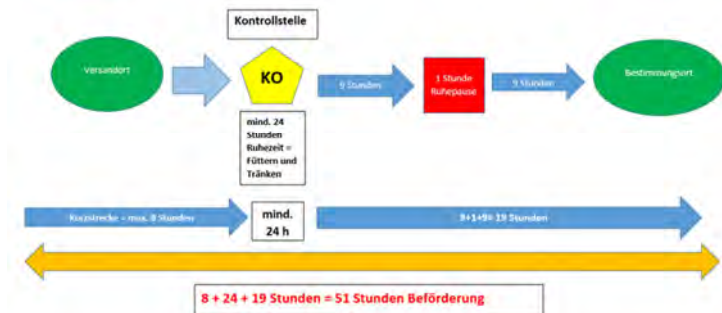 Kontrollstelle
Versandort
KO
9 Stunden
1 Stunde
Ruhepause
9 Stunden
Bestimmungsort
mind. 24
Stunden
Ruhezeit =
Füttern und
Tränken
Kurzstrecke = max. 8 Stunden
mind.
24 h
9+1+9= 19 Stunden
8 + 24 + 19 Stunden = 51 Stunden Beförderung